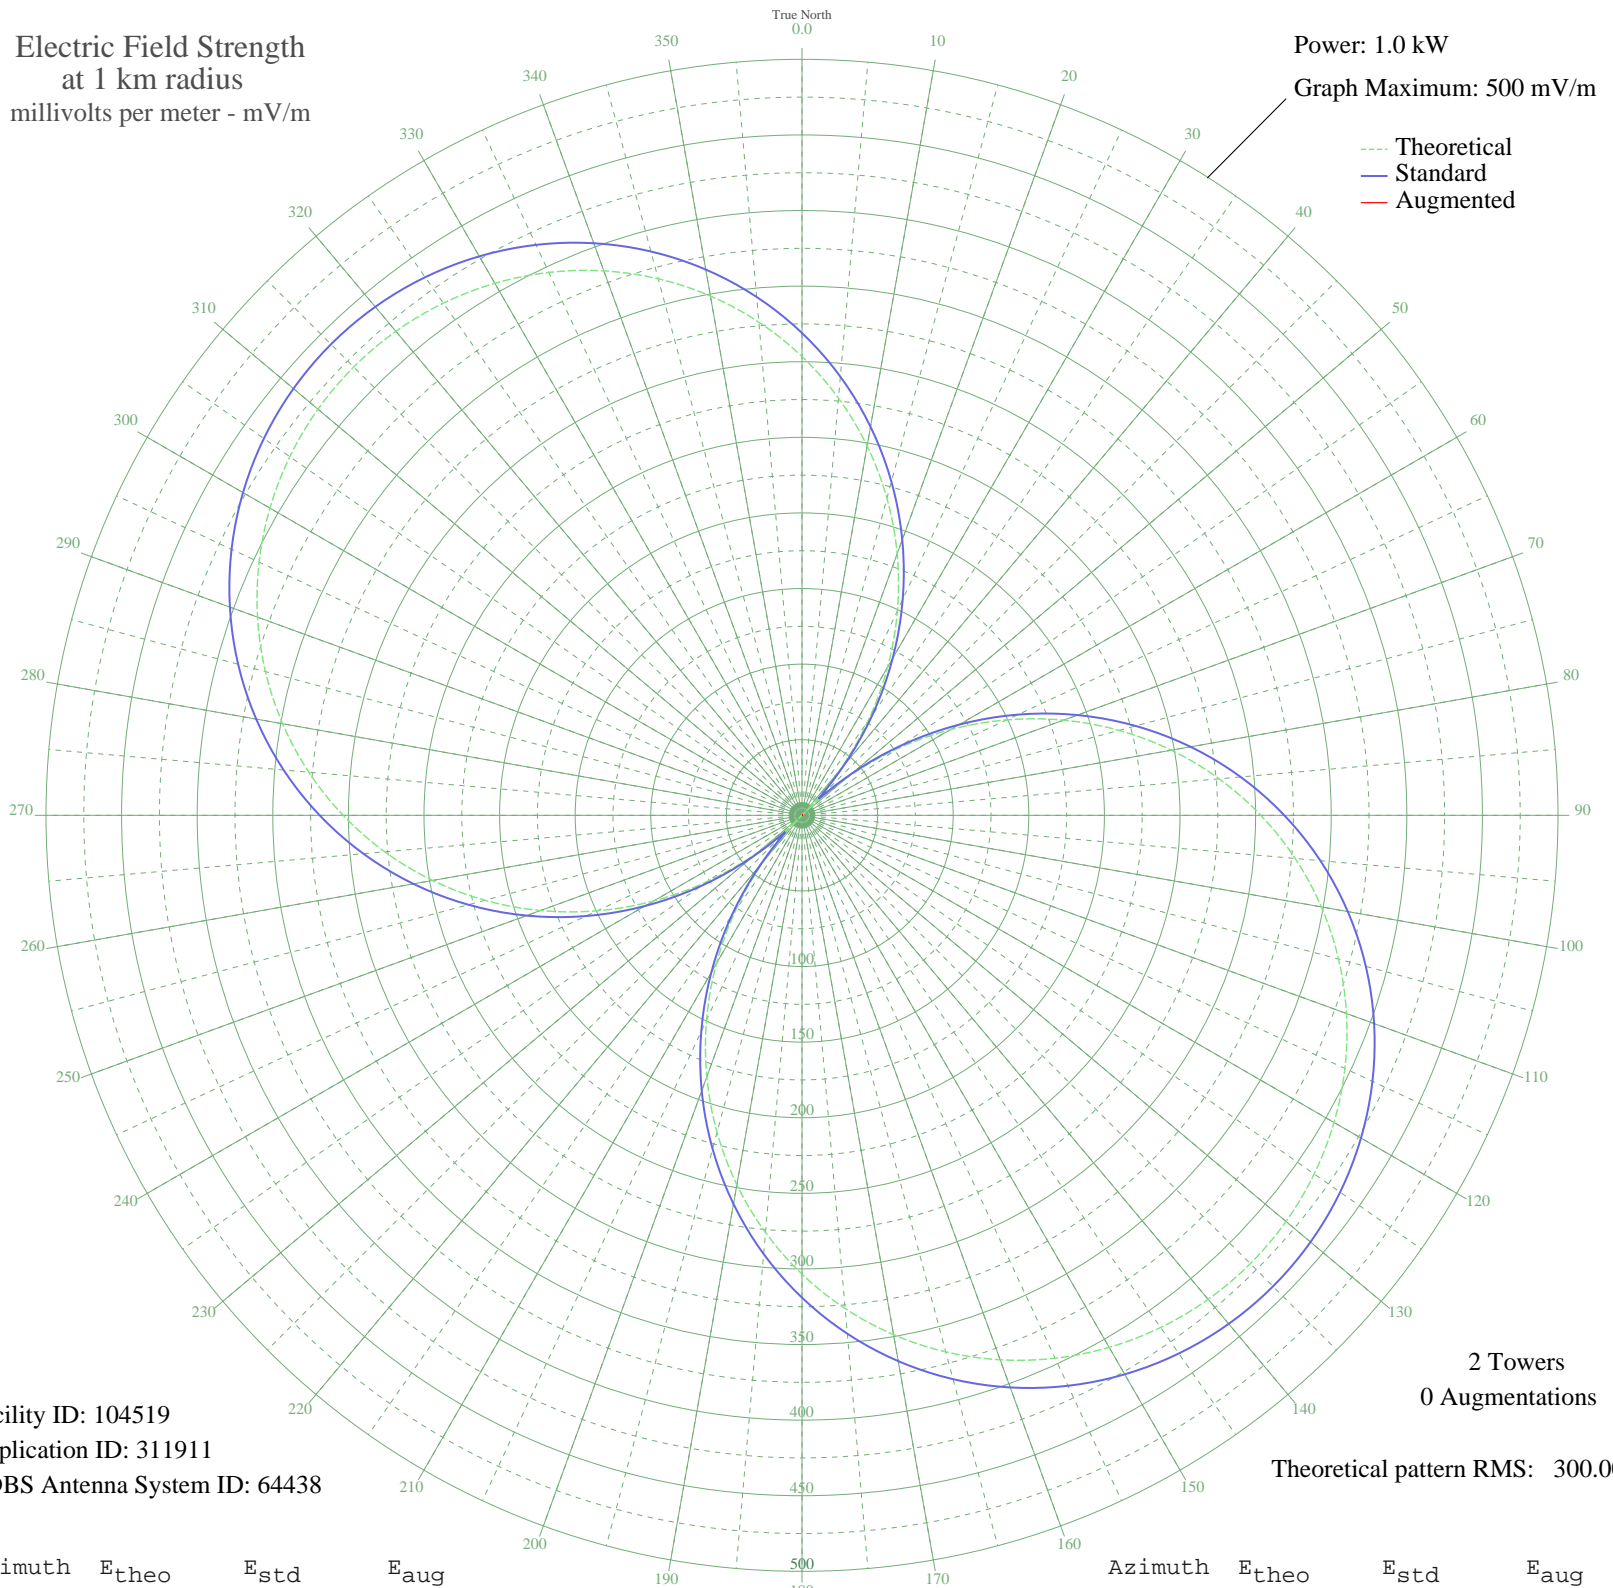 True North
Electric Field Strength
at 1 km radius
millivolts per meter - mV/m
Power: 1.0 kW
Graph Maximum: 500 mV/m
Theoretical
Standard
Augmented
0.0
10
20
30
40
50
60
70
80
90
100
110
120
130
140
150
160
170
190
200
210
220
230
240
250
260
270
280
290
300
310
320
330
340
350
100
150
200
250
300
350
400
450
500
2 Towers
0 Augmentations
cility ID: 104519
plication ID: 311911
DBS Antenna System ID: 64438
Theoretical pattern RMS: 300.00
imuth Etheo Estd Eaug
Azimuth Etheo Estd Eaug